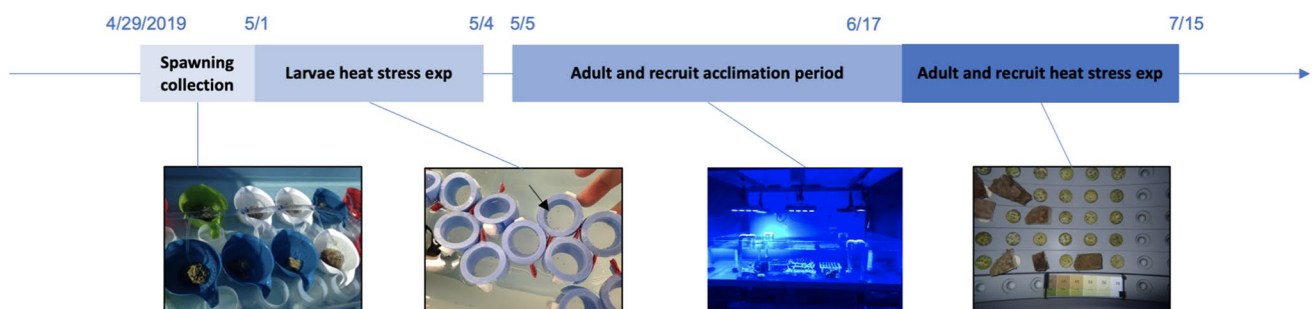 4/29/2019 5/1 5/4 5/5 6/17 7/15
Spawning
collection
Larvae heat stress exp
Adult and recruit acclimation period
Adult and recruit heat stress exp